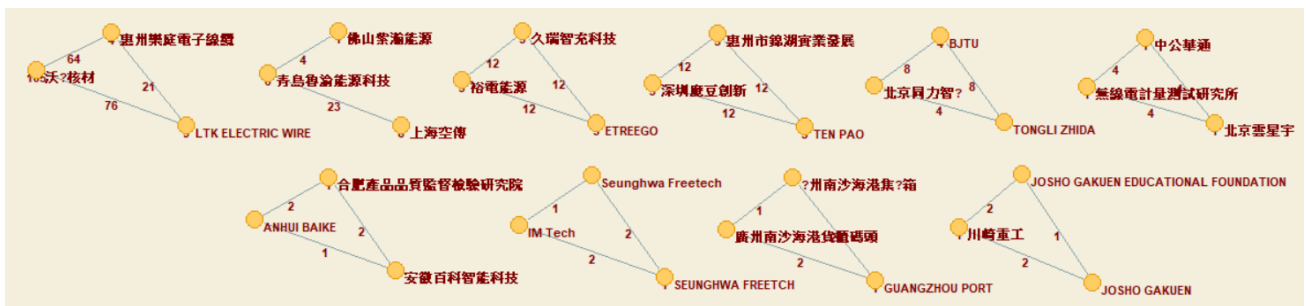 惠州樂庭電子線纜
64
沃?核材
21
76
LTK ELECTRIC WIRE
佛山紫瀚能源
4
青島魯渝能源科技
23
上海空傳
久瑞智充科技
12
裕電能源
12
12
ETREEGO
惠州市錦湖實業發展
12
深圳慶豆創新
12
12
TEN PAO
BJTU
8
北京同力智?
8
4
TONGLI ZHIDA
中公華通
4
無線電計量測試研究所
4
北京雲星宇
合肥產品品質監督檢驗研究院
2
ANHUI BAIKE
2
1
安徽百科智能科技
Seunghwa Freetech
1
IM Tech
2
2
SEUNGHWA FREETCH
?州南沙海港集?箱
1
廣州南沙海港貨櫃碼頭
2
GUANGZHOU PORT
JOSHO GAKUEN EDUCATIONAL FOUNDATION
2
川崎重工
1
2
JOSHO GAKUEN